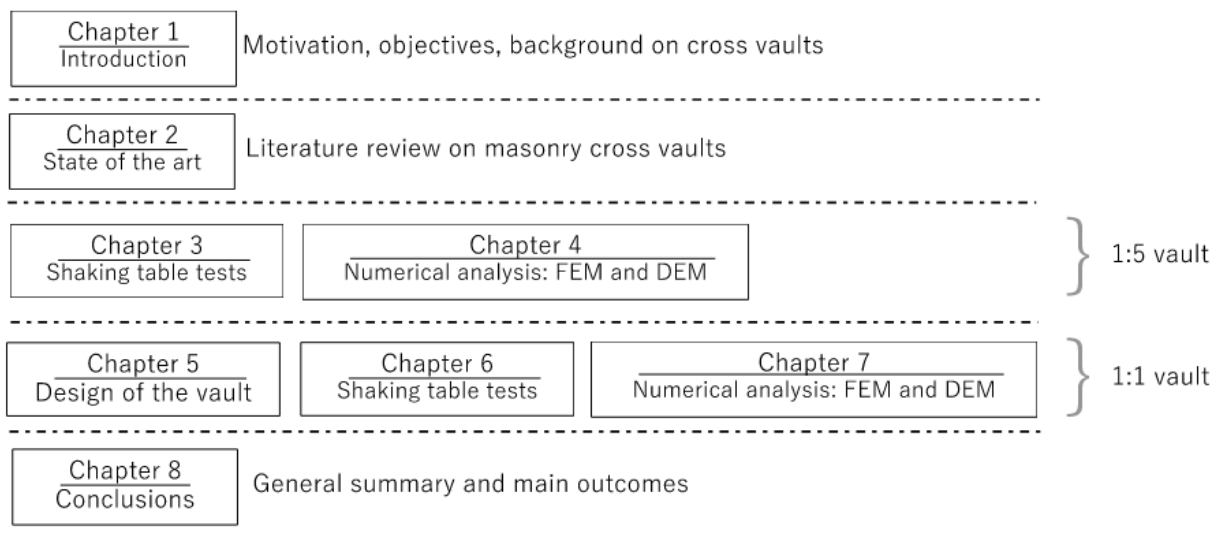 Chapter 1
Introduction
Motivation, objectives, background on cross vaults
Chapter 2
State of the art
Literature review on masonry cross vaults
Chapter 3
Shaking table tests
Chapter 4
Numerical analysis: FEM and DEM
1:5 vault
Chapter 5
Design of the vault
Chapter 6
Shaking table tests
Chapter 7
Numerical analysis: FEM and DEM
1:1 vault
Chapter 8
Conclusions
General summary and main outcomes